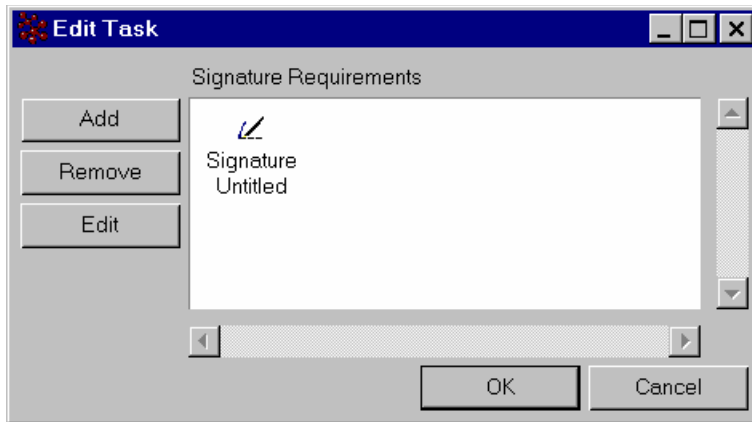 Edit Task
Signature Requirements
Add
Remove
Edit
Signature
Untitled
OK
Cancel